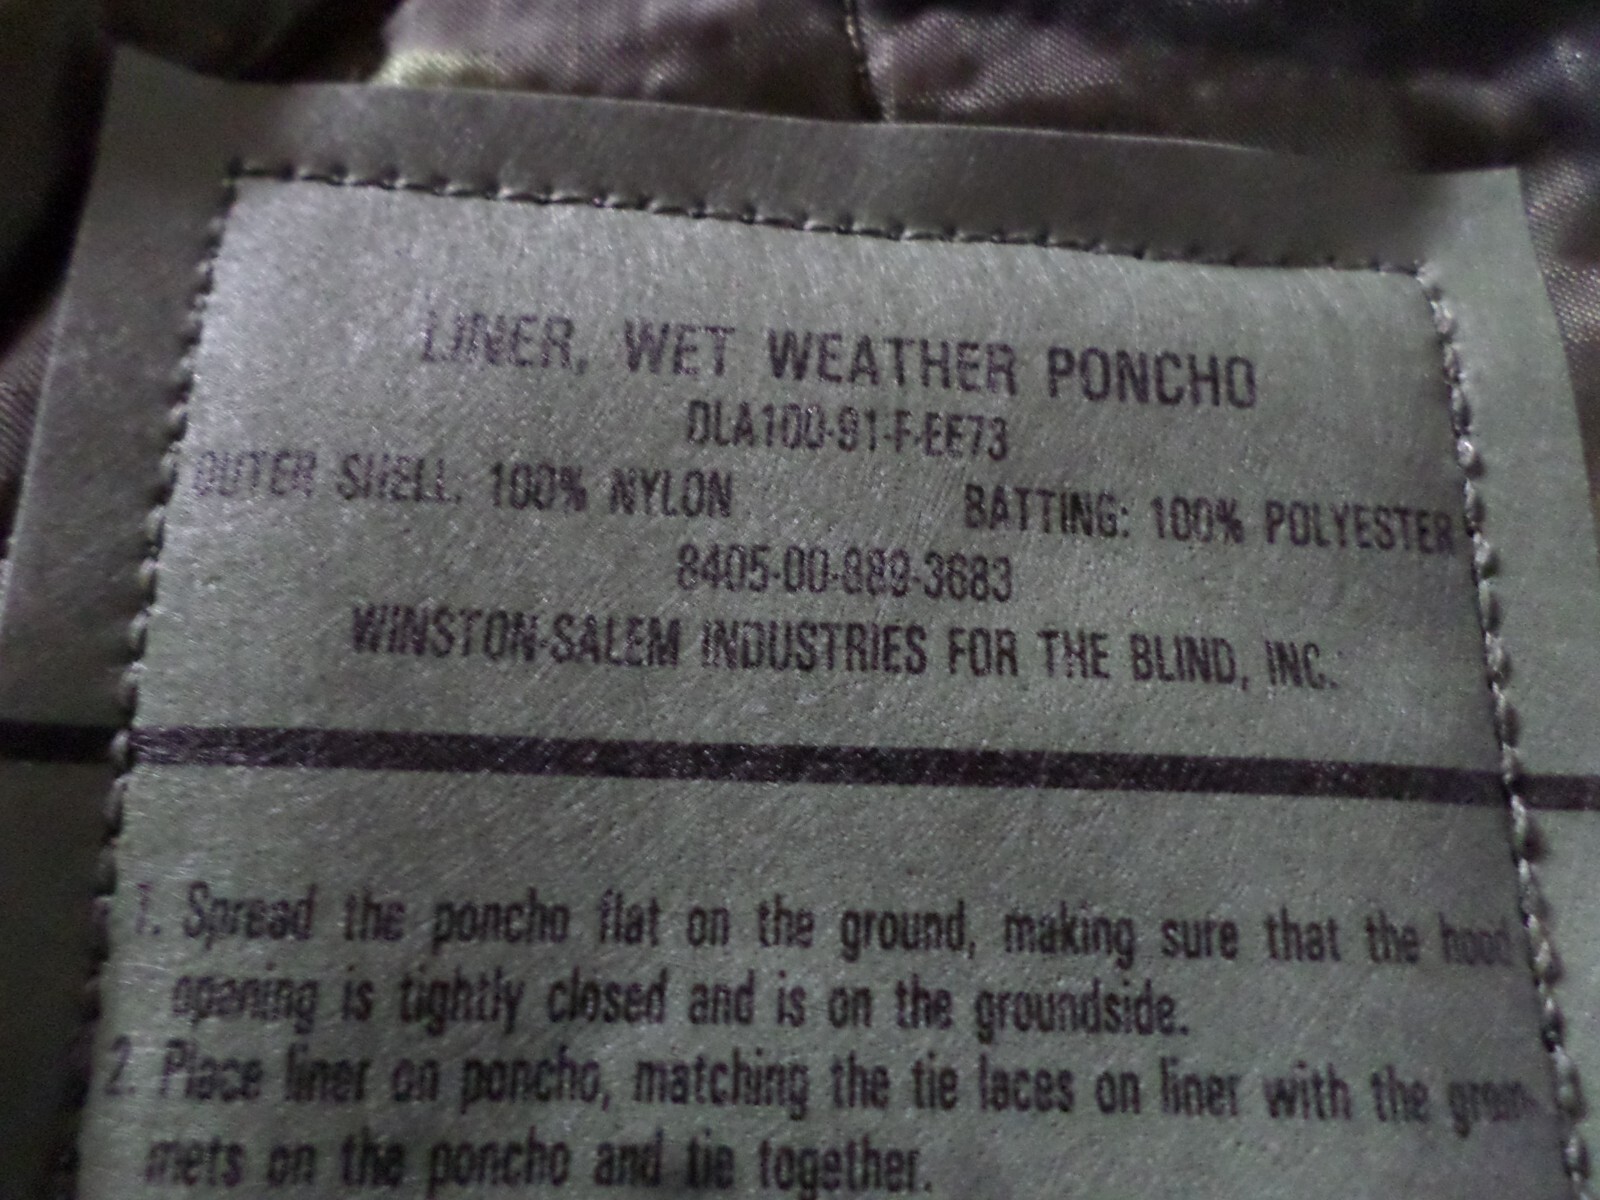 LINER, WET WEATHER PONCHO
DLA100-91-F-EE73
OUTER SHELL. 100% NYLON BATTING: 100% POLYESTER
8405-00-889-3683
WINSTON-SALEM INDUSTRIES FOR THE BLIND, INC.
1. Spread the poncho flat on the ground, making sure that the hood
opening is tightly closed and is on the groundside.
2. Place liner on poncho, matching the tie laces on liner with the grom-
mets on the poncho and tie together.